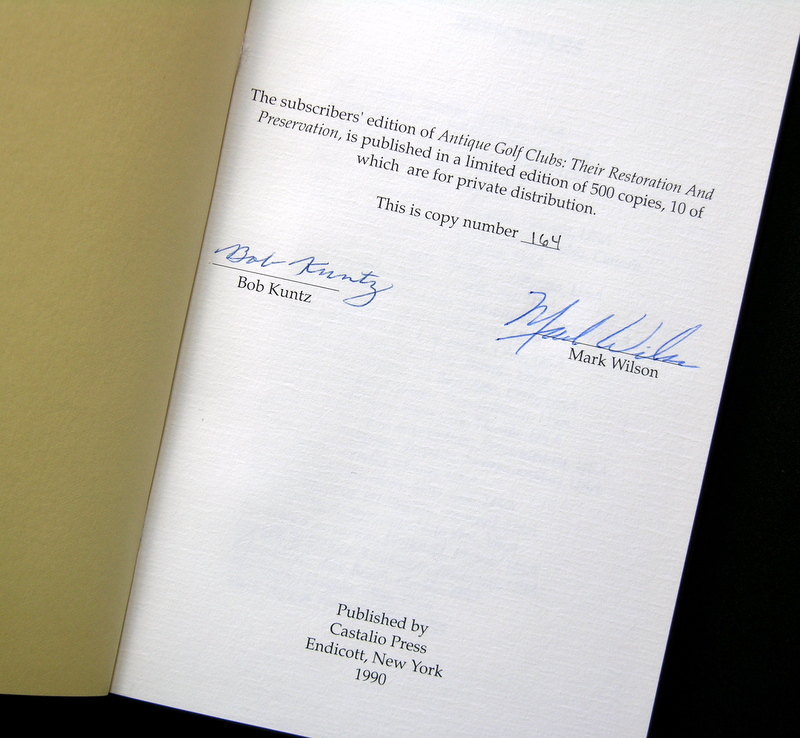 The subscribers' edition of Antique Golf Clubs: Their Restoration And
Preservation, is published in a limited edition of 500 copies, 10 of
which are for private distribution.
This is copy number 164
Bob Kuntz
Bob Kuntz
Mark Wilson
Mark Wilson
Published by
Castalio Press
Endicott, New York
1990